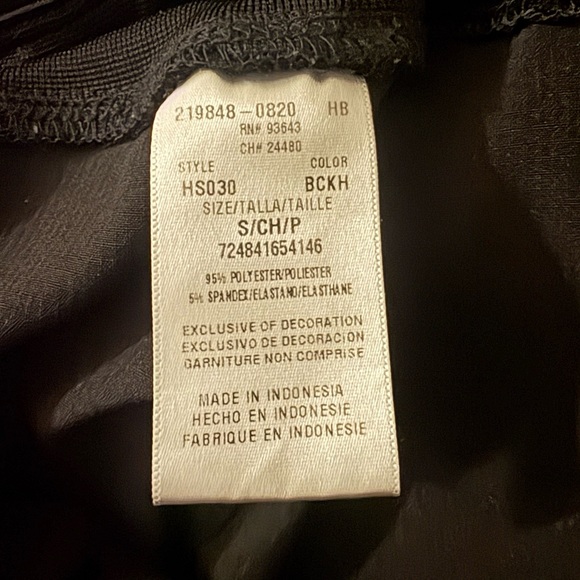 219848-0820 HB
RN# 93643
CH# 24480
STYLE COLOR
HS030 BCKH
SIZE/TALLA/TAILLE
S/CH/P
724841654146
95% POLYESTER/POLIESTER
5% SPANDEX/ELASTANO/ELASTHANE
EXCLUSIVE OF DECORATION
EXCLUSIVO DE DECORACION
GARNITURE NON COMPRISE
MADE IN INDONESIA
HECHO EN INDONESIE
FABRIQUE EN INDONESIE